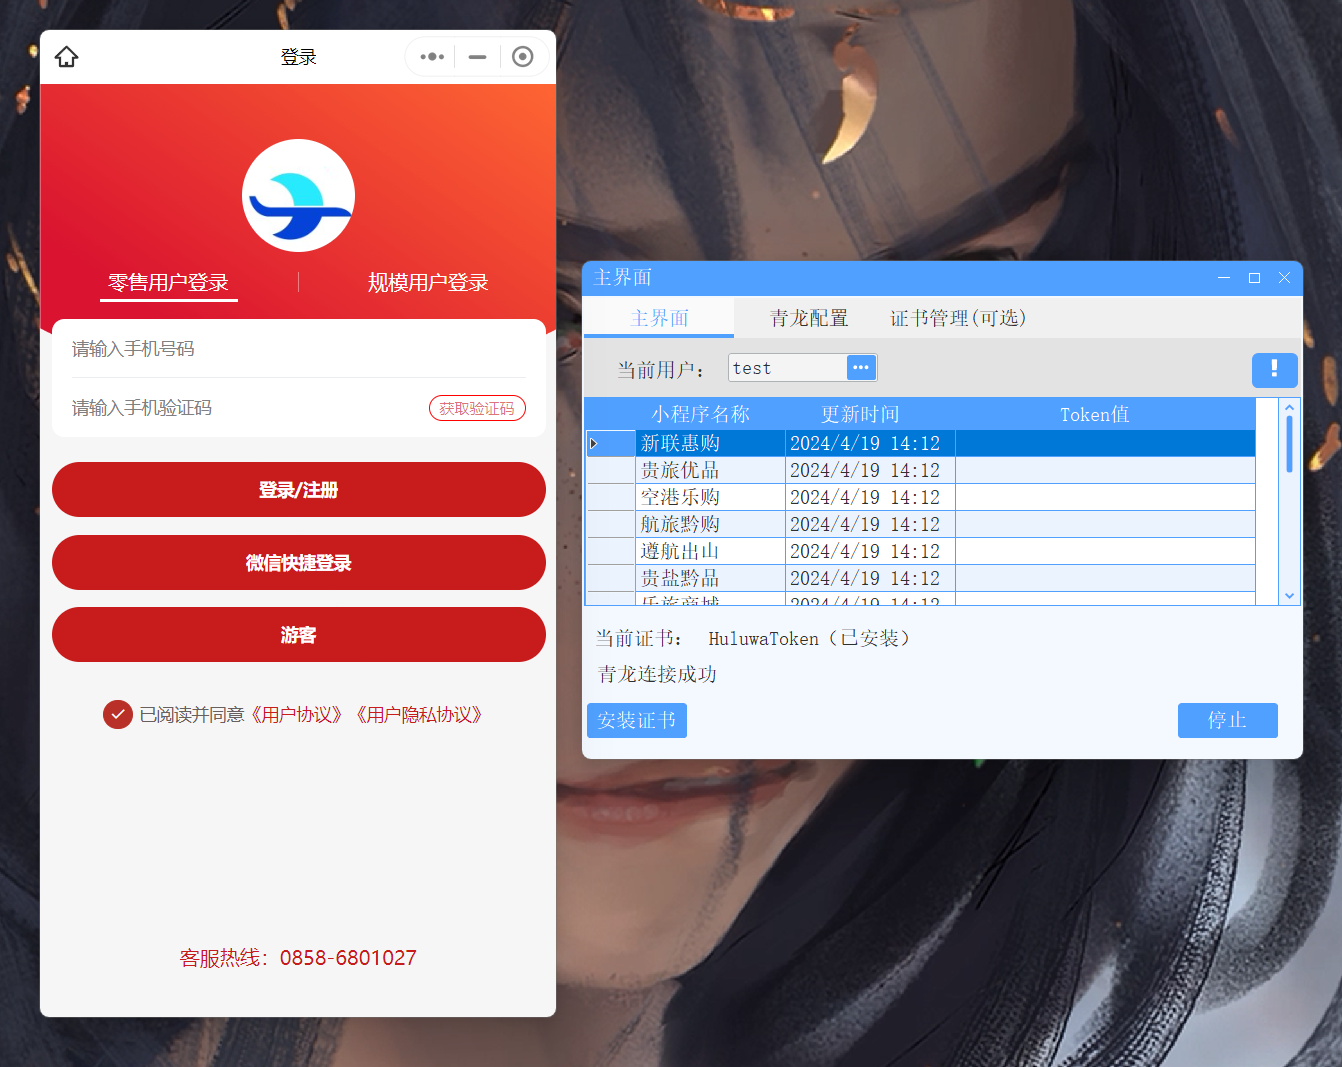 登录
零售用户登录
规模用户登录
请输入手机号码
请输入手机验证码
获取验证码
登录/注册
微信快捷登录
游客
已阅读并同意《用户协议》《用户隐私协议》
客服热线：0858-6801027
主界面
主界面 青龙配置 证书管理(可选)
当前用户： test
小程序名称 更新时间 Token值
新联惠购 2024/4/19 14:12
贵旅优品 2024/4/19 14:12
空港乐购 2024/4/19 14:12
航旅黔购 2024/4/19 14:12
遵航出山 2024/4/19 14:12
贵盐黔品 2024/4/19 14:12
乐旅商城 2024/4/19 14:12
当前证书： HuluwaToken（已安装）
青龙连接成功
安装证书 停止